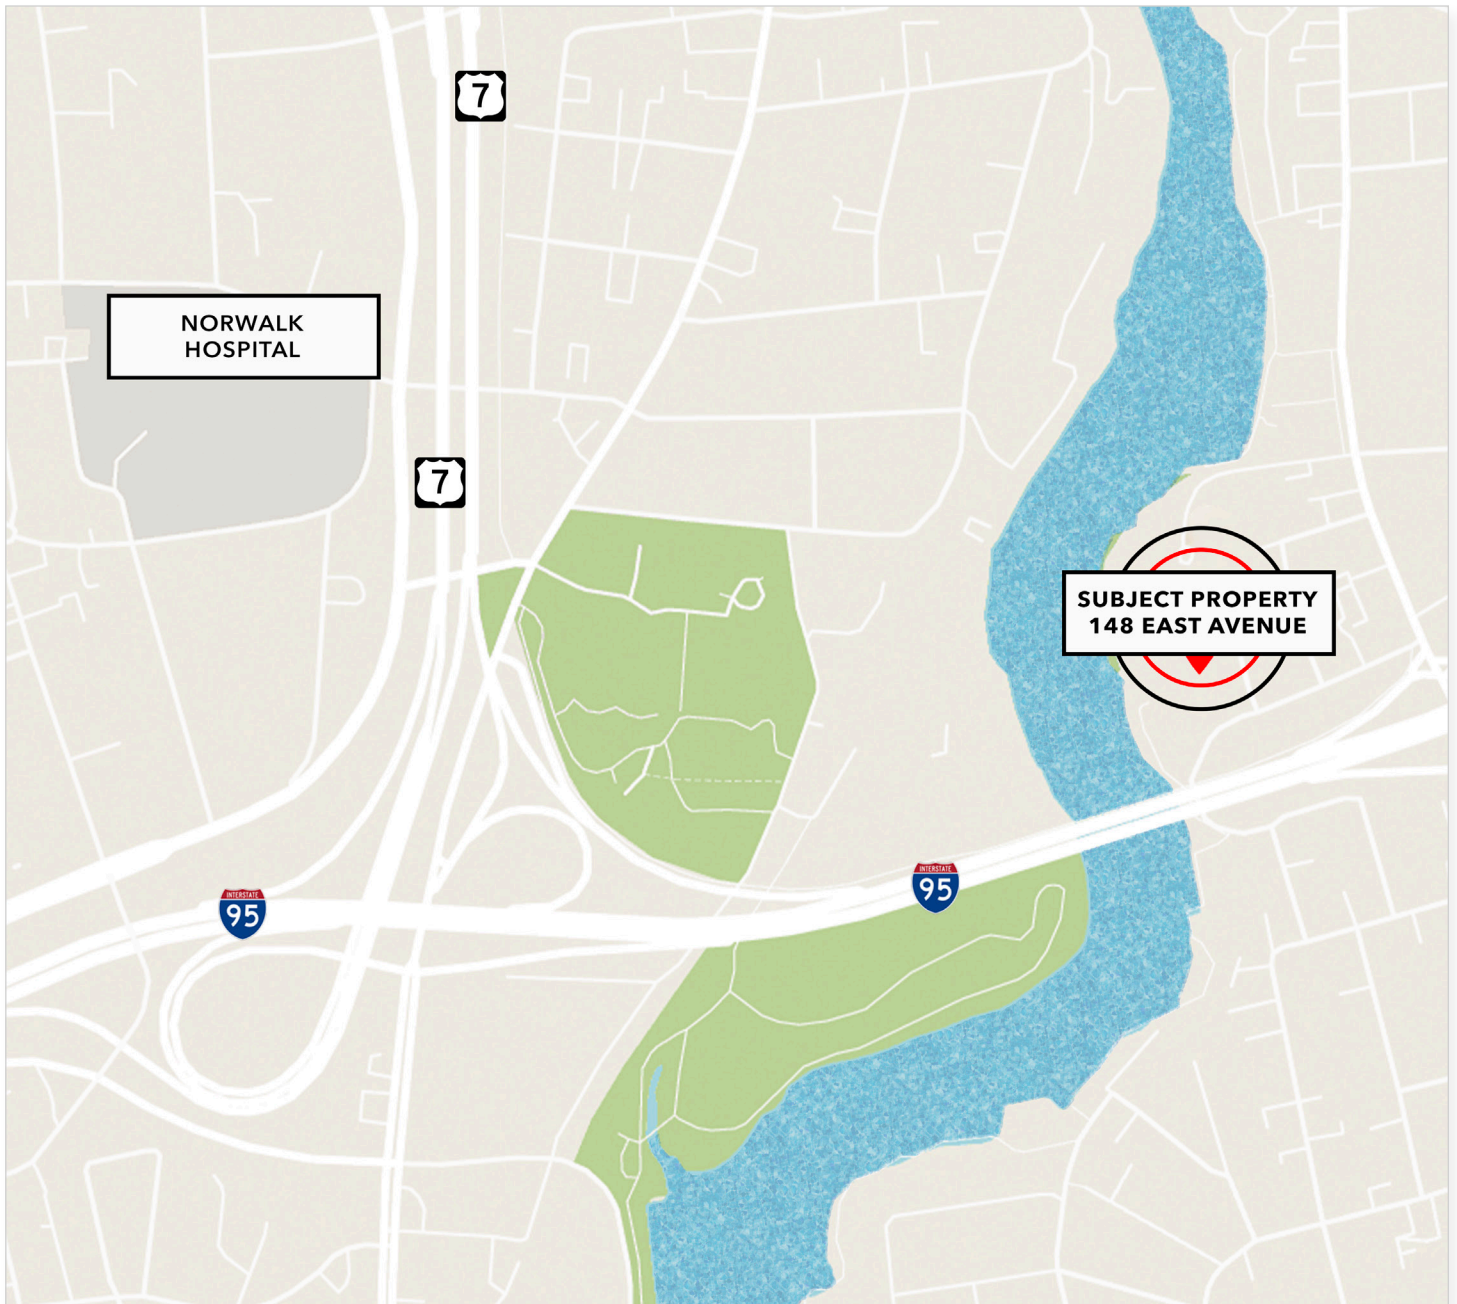 7
NORWALK
HOSPITAL
7
SUBJECT PROPERTY
148 EAST AVENUE
INTERSTATE
95
INTERSTATE
95